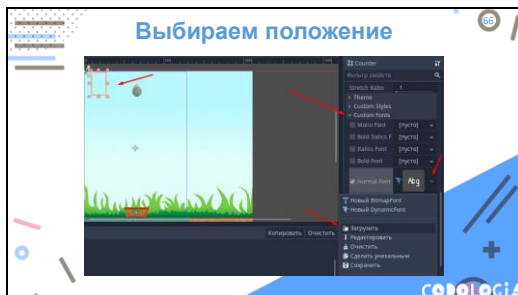 66
Выбираем положение
Counter
Фильтр свойств
Stretch Ratio 1
Theme
Custom Styles
Custom Fonts
Mono Font [пусто]
Bold Italics F [пусто]
Italics Font [пусто]
Bold Font [пусто]
Normal Font Abg
Новый BitmapFont
Новый DynamicFont
Загрузить
Редактировать
Очистить
Сделать уникальным
Сохранить
Копировать Очистить
CODOLOGIA